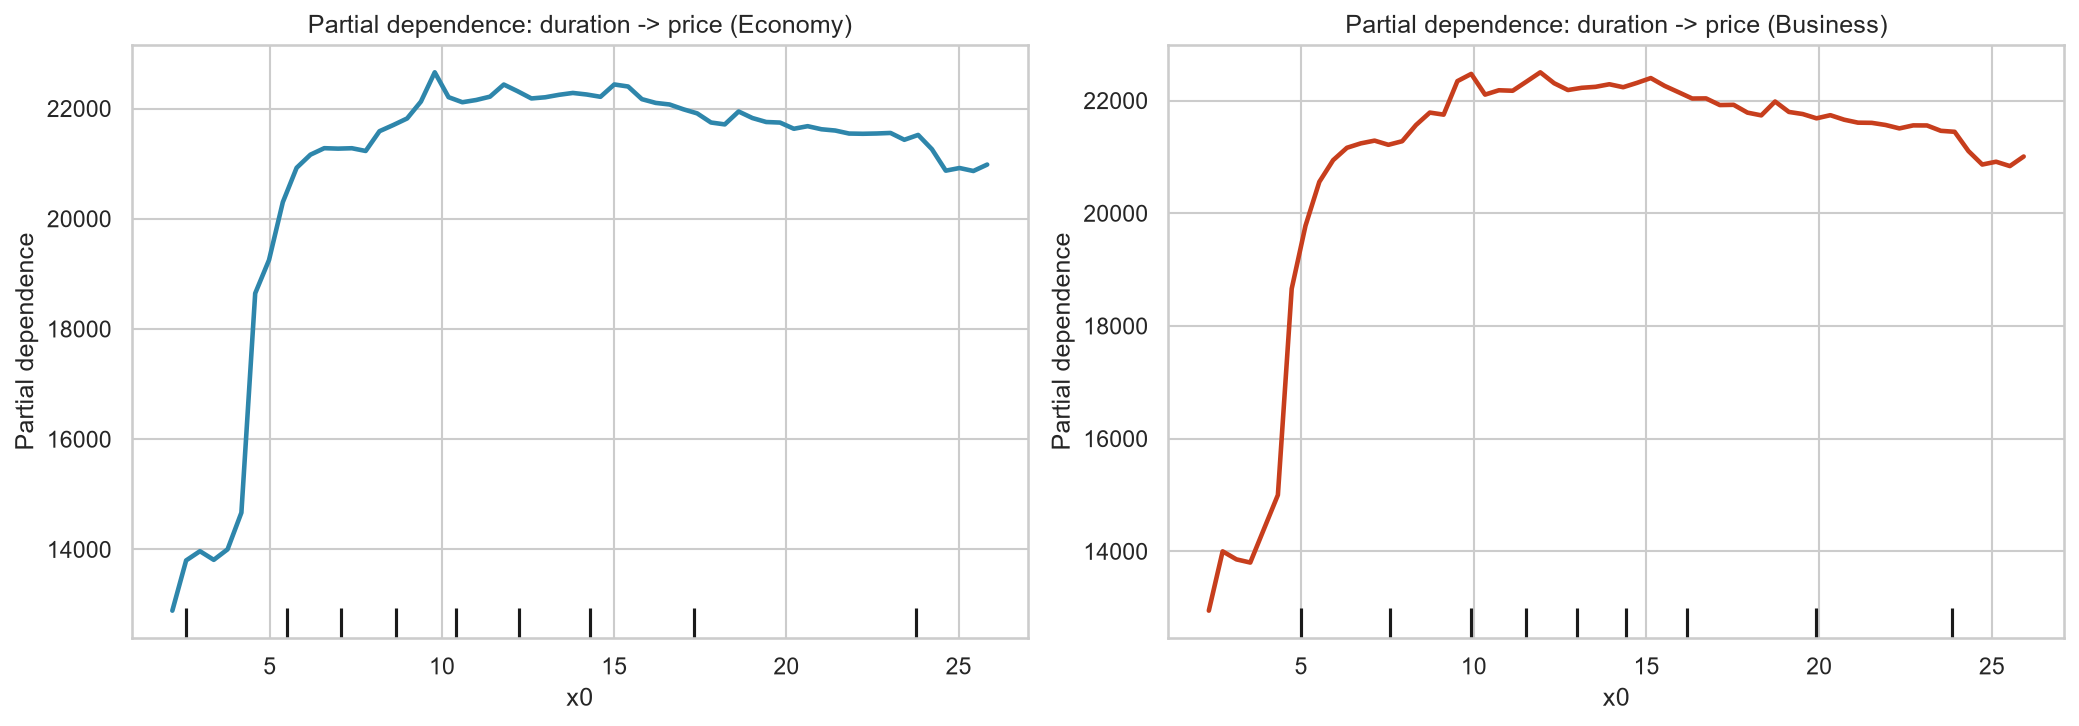 Partial dependence: duration -> price (Economy)
Partial dependence
22000
20000
18000
16000
14000
5 10 15 20 25
x0
Partial dependence: duration -> price (Business)
Partial dependence
22000
20000
18000
16000
14000
5 10 15 20 25
x0